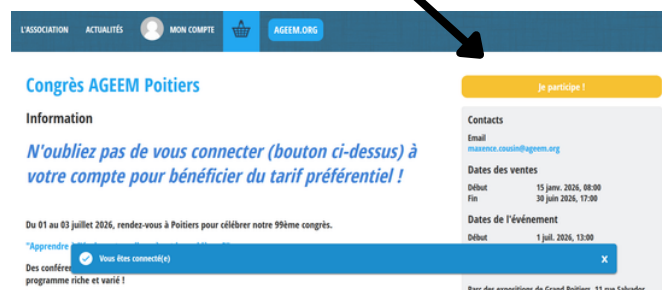 L'ASSOCIATION ACTUALITÉS MON COMPTE AGEEM.ORG
Congrès AGEEM Poitiers
Information
N'oubliez pas de vous connecter (bouton ci-dessus) à
votre compte pour bénéficier du tarif préférentiel !
Du 01 au 03 juillet 2026, rendez-vous à Poitiers pour célébrer notre 99ème congrès.
"Apprendre
Des conféren
programme riche et varié !
Vous êtes connecté(e) x
Je participe !
Contacts
Email
maxence.cousin@ageem.org
Dates des ventes
Début 15 janv. 2026, 08:00
Fin 30 juin 2026, 17:00
Dates de l'événement
Début 1 juil. 2026, 13:00
Parc des expositions de Grand Poitiers, 11 rue Salvador